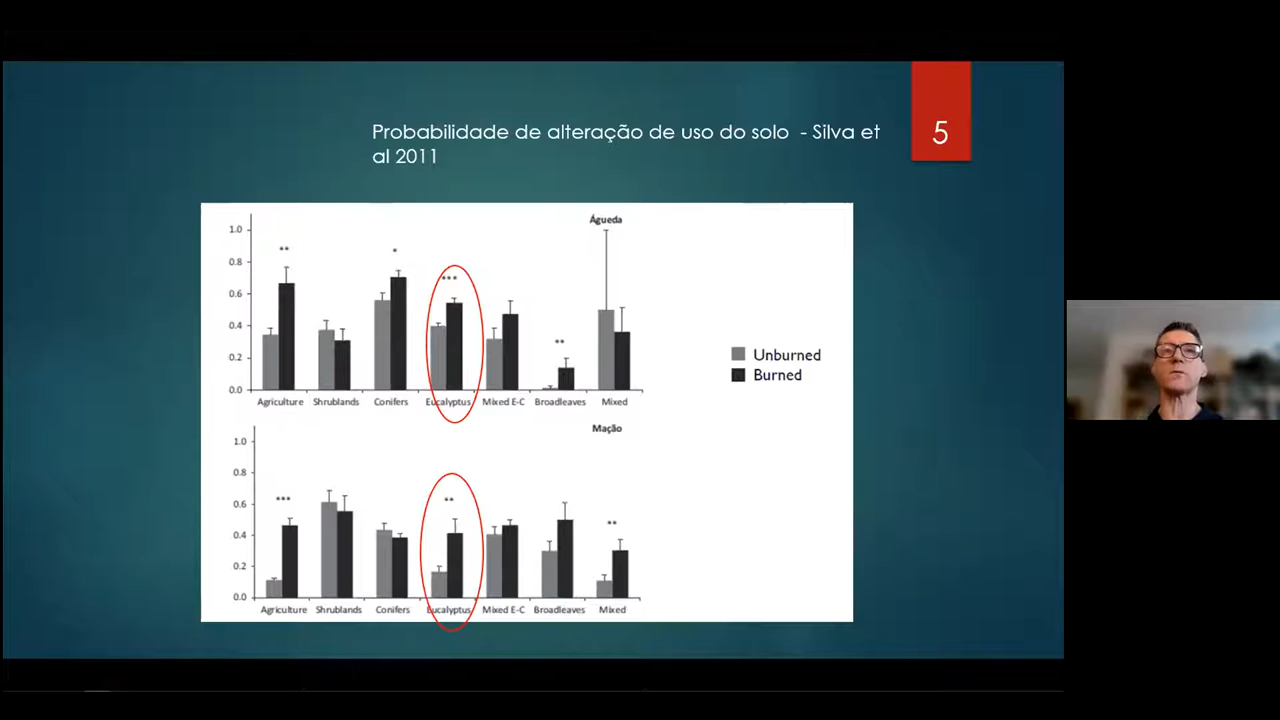 Probabilidade de alteração de uso do solo - Silva et
al 2011
5
Águeda
1.0
0.8
0.6
0.4
0.2
0.0
** * *** **
Agriculture Shrublands Conifers Eucalyptus Mixed E-C Broadleaves Mixed
Unburned
Burned
Mação
1.0
0.8
0.6
0.4
0.2
0.0
*** ** **
Agriculture Shrublands Conifers Eucalyptus Mixed E-C Broadleaves Mixed